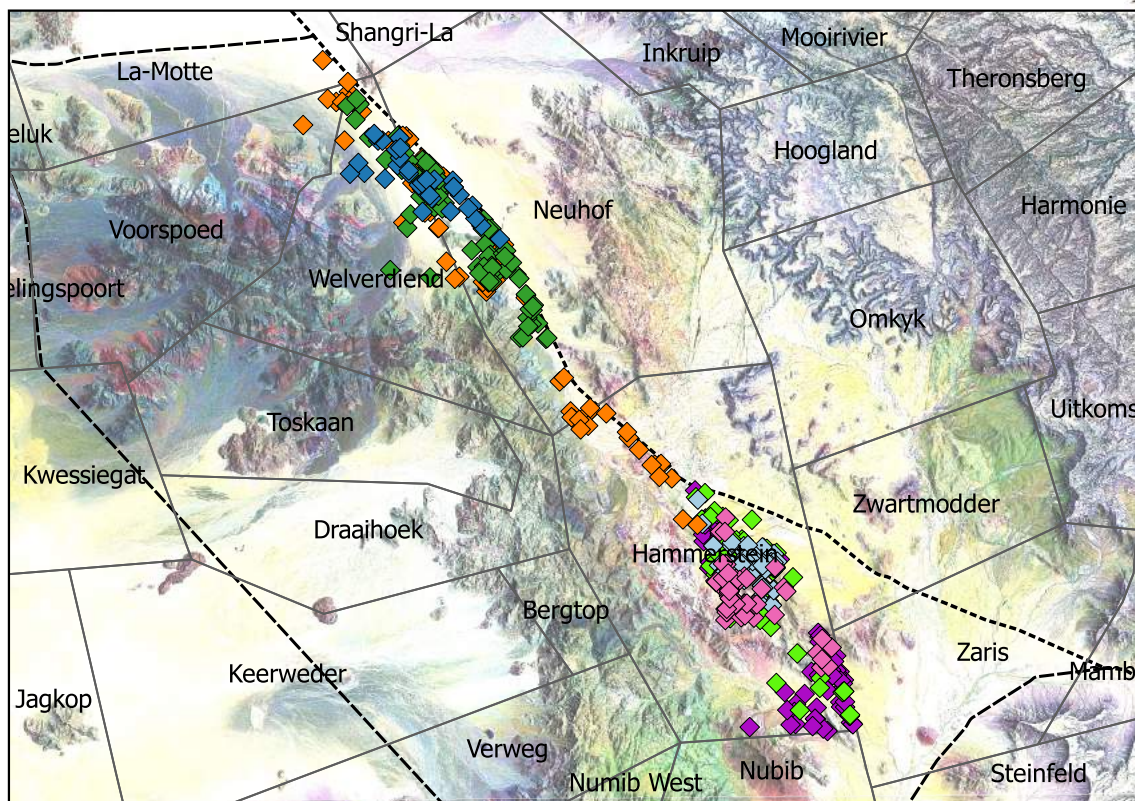 Shangri-La
Mooirivier
Inkruip
La-Motte
Theronsberg
eluk
Hoogland
Neuhof
Harmonie
Voorspoed
elingspoort
Welverdiend
Omkyk
Uitkoms
Toskaan
Kwessiegat
Zwartmodder
Draaihoek
Hammerstein
Bergtop
Zaris
Mamb
Keerweder
Jagkop
Verweg
Nubib
Steinfeld
Numib West